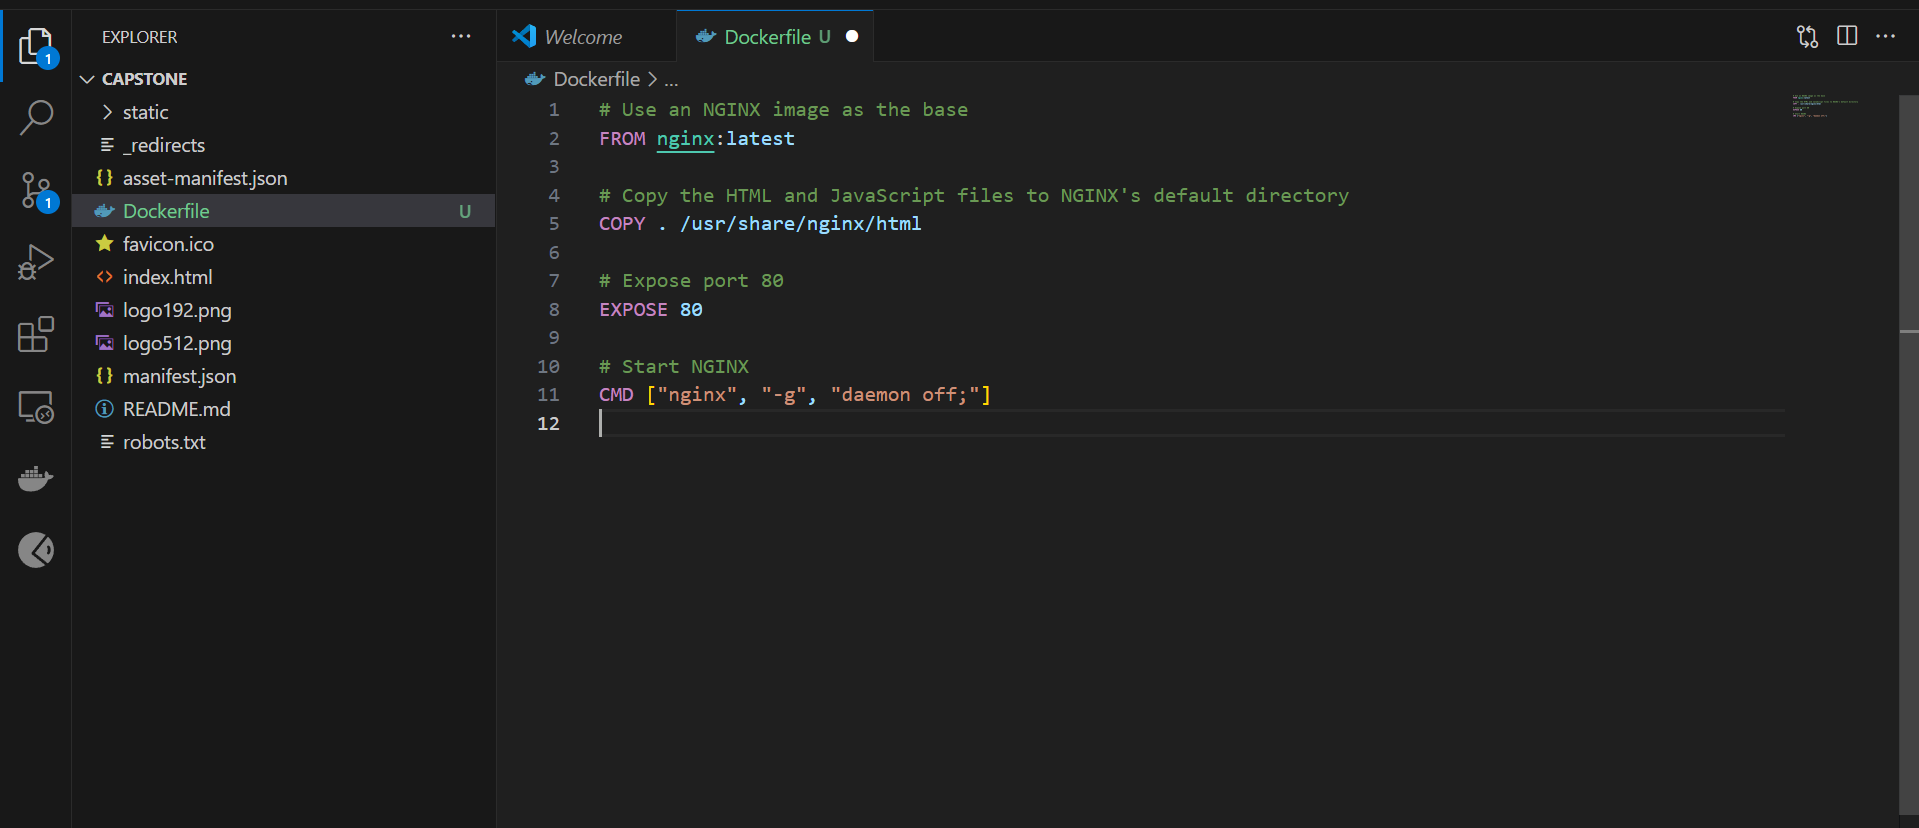 EXPLORER
CAPSTONE
static
_redirects
asset-manifest.json
Dockerfile U
favicon.ico
index.html
logo192.png
logo512.png
manifest.json
README.md
robots.txt
1
1
Welcome
Dockerfile U
Dockerfile > ...
1 # Use an NGINX image as the base
2 FROM nginx:latest
3
4 # Copy the HTML and JavaScript files to NGINX's default directory
5 COPY . /usr/share/nginx/html
6
7 # Expose port 80
8 EXPOSE 80
9
10 # Start NGINX
11 CMD ["nginx", "-g", "daemon off;"]
12